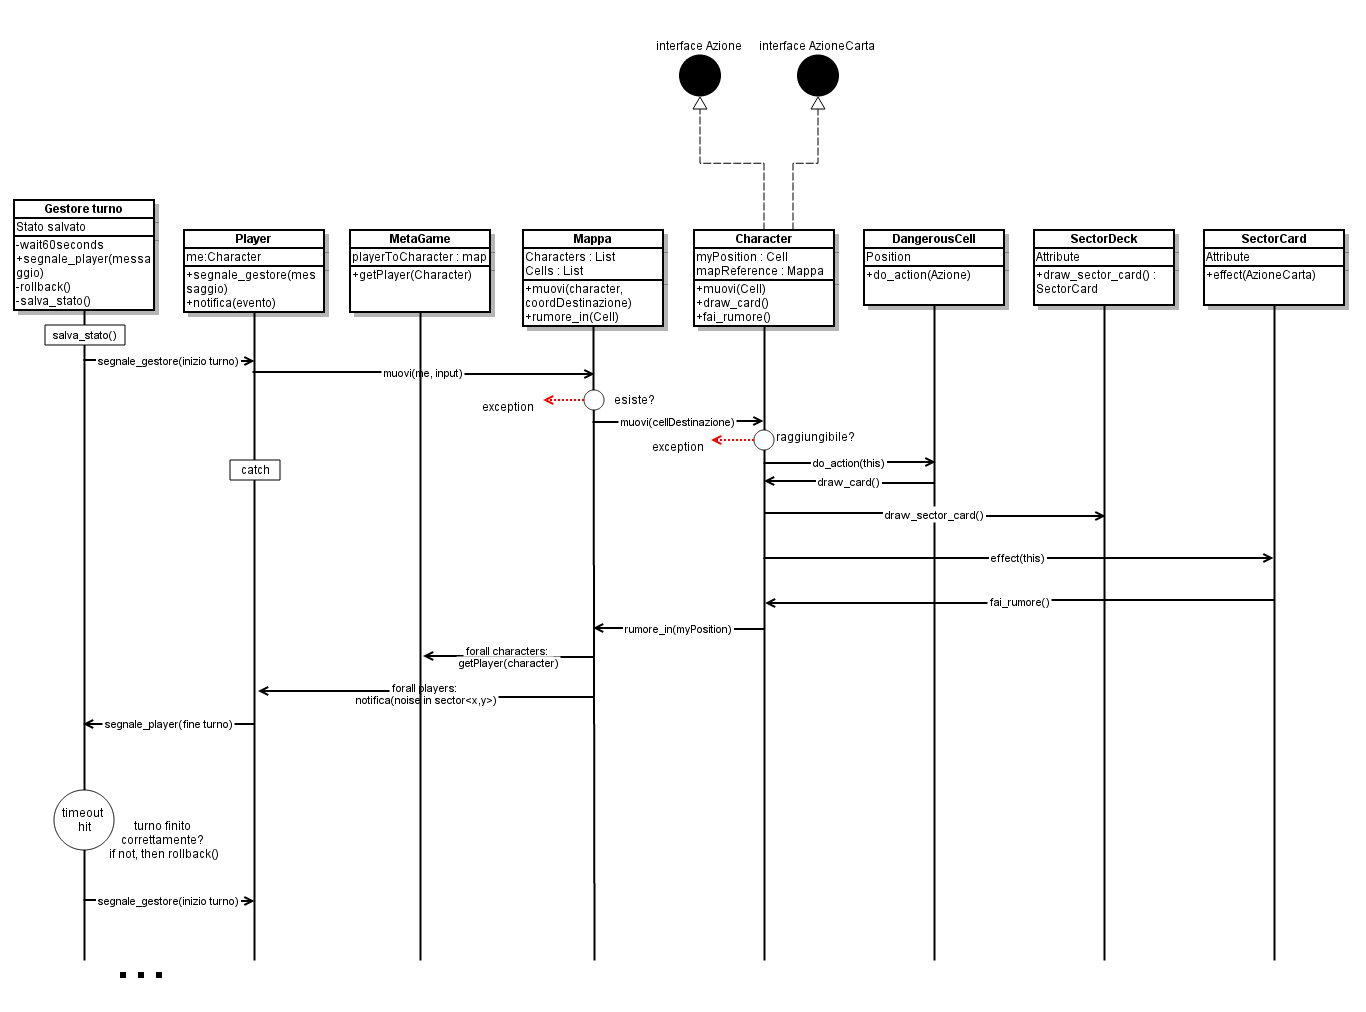 interface Azione
interface AzioneCarta
Gestore turno
Stato salvato
-wait60seconds
+segnale_player(messa
ggio)
-rollback()
-salva_stato()
Player
me:Character
+segnale_gestore(mes
saggio)
+notifica(evento)
MetaGame
playerToCharacter : map
+getPlayer(Character)
Mappa
Characters : List
Cells : List
+muovi(character,
coordDestinazione)
+rumore_in(Cell)
Character
myPosition : Cell
mapReference : Mappa
+muovi(Cell)
+draw_card()
+fai_rumore()
DangerousCell
Position
+do_action(Azione)
SectorDeck
Attribute
+draw_sector_card() :
SectorCard
SectorCard
Attribute
+effect(AzioneCarta)
salva_stato()
segnale_gestore(inizio turno)
muovi(me, input)
exception
esiste?
muovi(cellDestinazione)
exception
raggiungibile?
catch
do_action(this)
draw_card()
draw_sector_card()
effect(this)
fai_rumore()
rumore_in(myPosition)
forall characters:
getPlayer(character)
forall players:
notifica(noise in sector<x,y>)
segnale_player(fine turno)
timeout
hit
turno finito
correttamente?
if not, then rollback()
segnale_gestore(inizio turno)
...